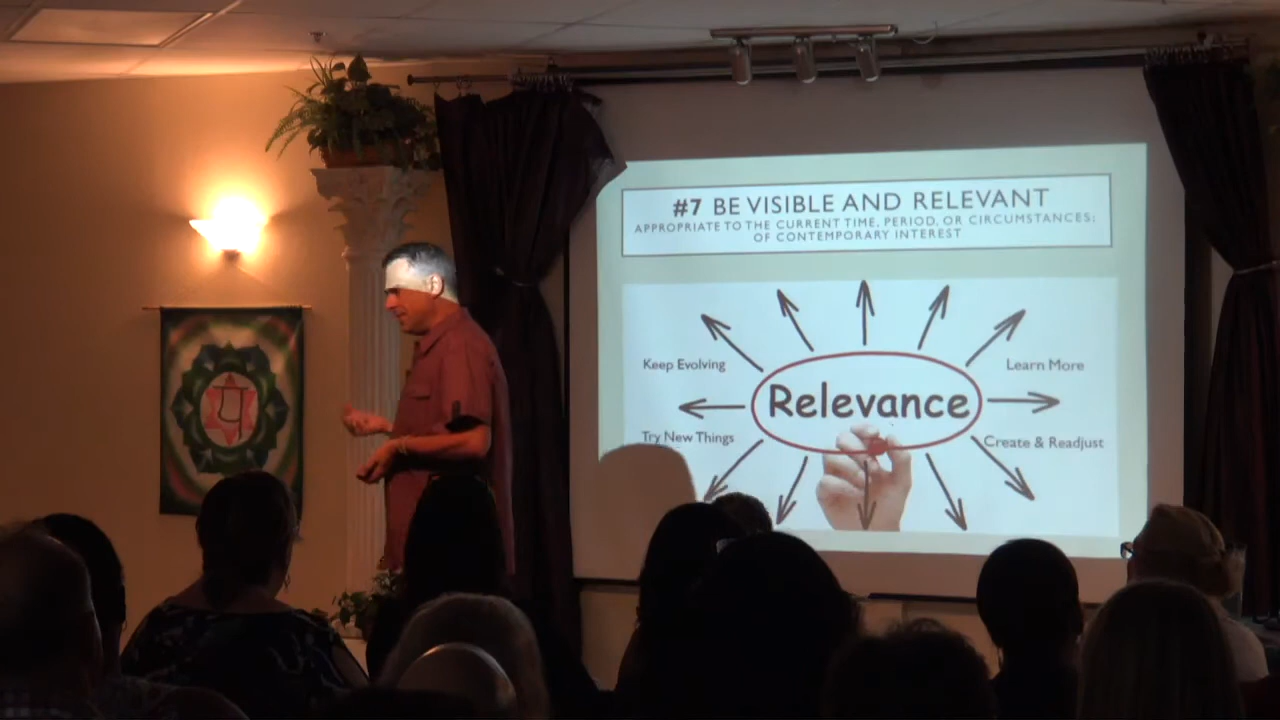 #7 BE VISIBLE AND RELEVANT
APPROPRIATE TO THE CURRENT TIME, PERIOD, OR CIRCUMSTANCES;
OF CONTEMPORARY INTEREST
Keep Evolving
Learn More
Relevance
Try New Things
Create & Readjust
प